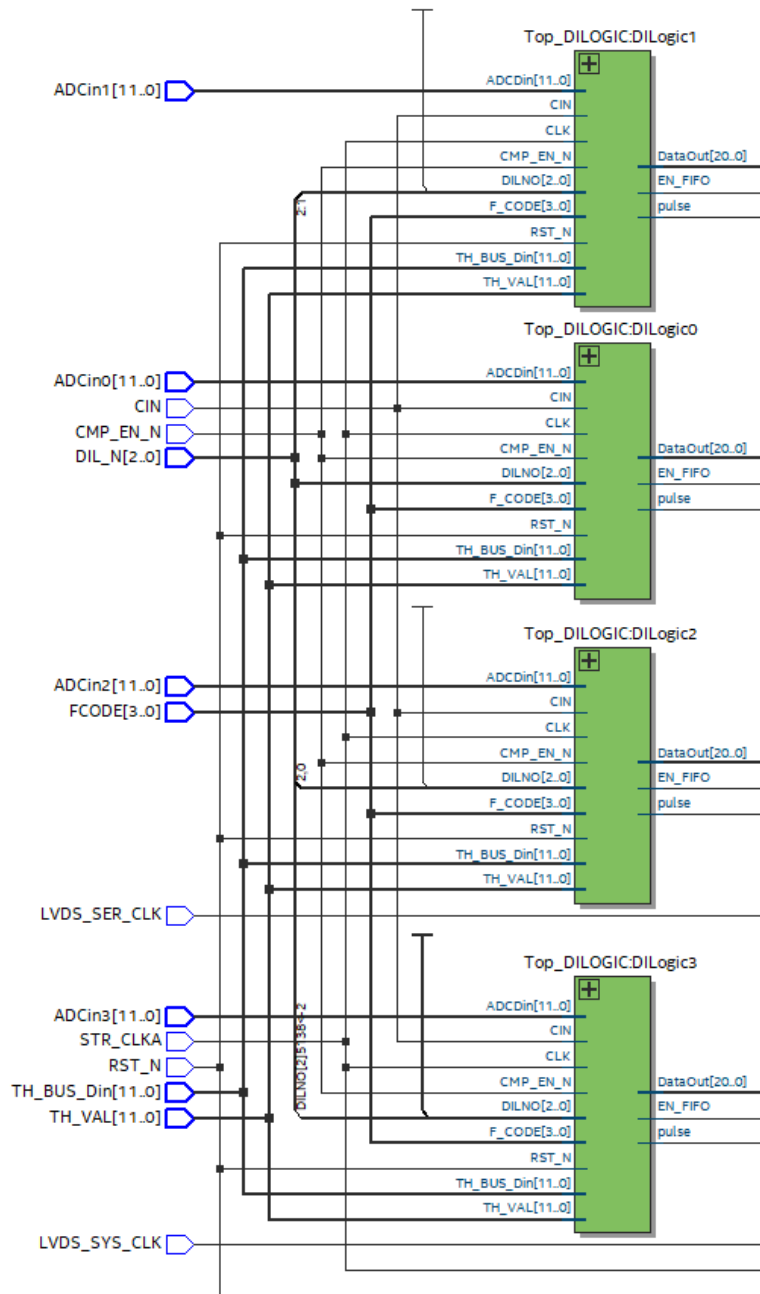 Top_DILOGIC:DILogic1
ADCin1[11..0]
ADCDin[11..0]
CIN
CLK
CMP_EN_N
DILNO[2..0]
F_CODE[3..0]
RST_N
TH_BUS_Din[11..0]
TH_VAL[11..0]
DataOut[20..0]
EN_FIFO
pulse
2:1
Top_DILOGIC:DILogic0
ADCin0[11..0]
CIN
CMP_EN_N
DIL_N[2..0]
ADCDin[11..0]
CIN
CLK
CMP_EN_N
DILNO[2..0]
F_CODE[3..0]
RST_N
TH_BUS_Din[11..0]
TH_VAL[11..0]
DataOut[20..0]
EN_FIFO
pulse
Top_DILOGIC:DILogic2
ADCin2[11..0]
FCODE[3..0]
ADCDin[11..0]
CIN
CLK
CMP_EN_N
DILNO[2..0]
F_CODE[3..0]
RST_N
TH_BUS_Din[11..0]
TH_VAL[11..0]
DataOut[20..0]
EN_FIFO
pulse
2,0
LVDS_SER_CLK
Top_DILOGIC:DILogic3
ADCin3[11..0]
STR_CLKA
RST_N
TH_BUS_Din[11..0]
TH_VAL[11..0]
ADCDin[11..0]
CIN
CLK
CMP_EN_N
DILNO[2..0]
F_CODE[3..0]
RST_N
TH_BUS_Din[11..0]
TH_VAL[11..0]
DataOut[20..0]
EN_FIFO
pulse
DILNO[2]5138<-2
LVDS_SYS_CLK